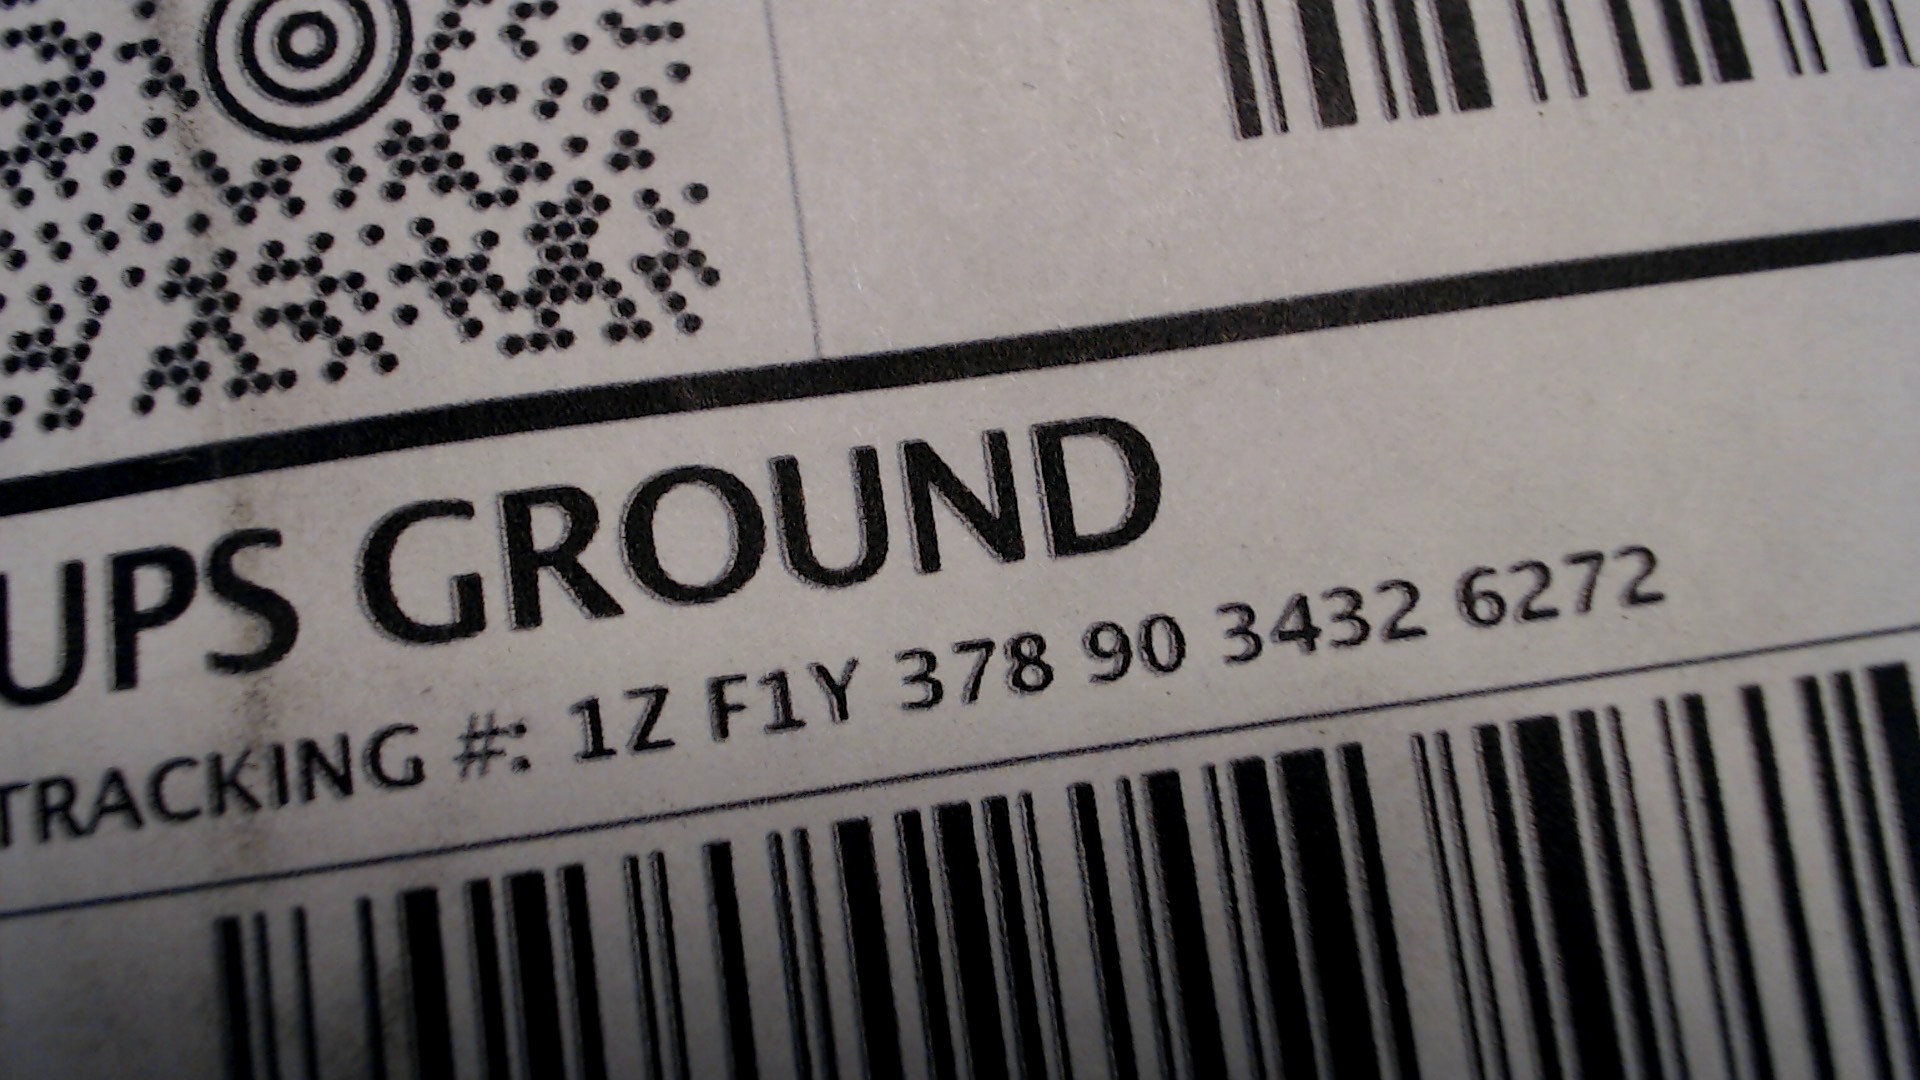 UPS GROUND
TRACKING #: 1Z F1Y 378 90 3432 6272